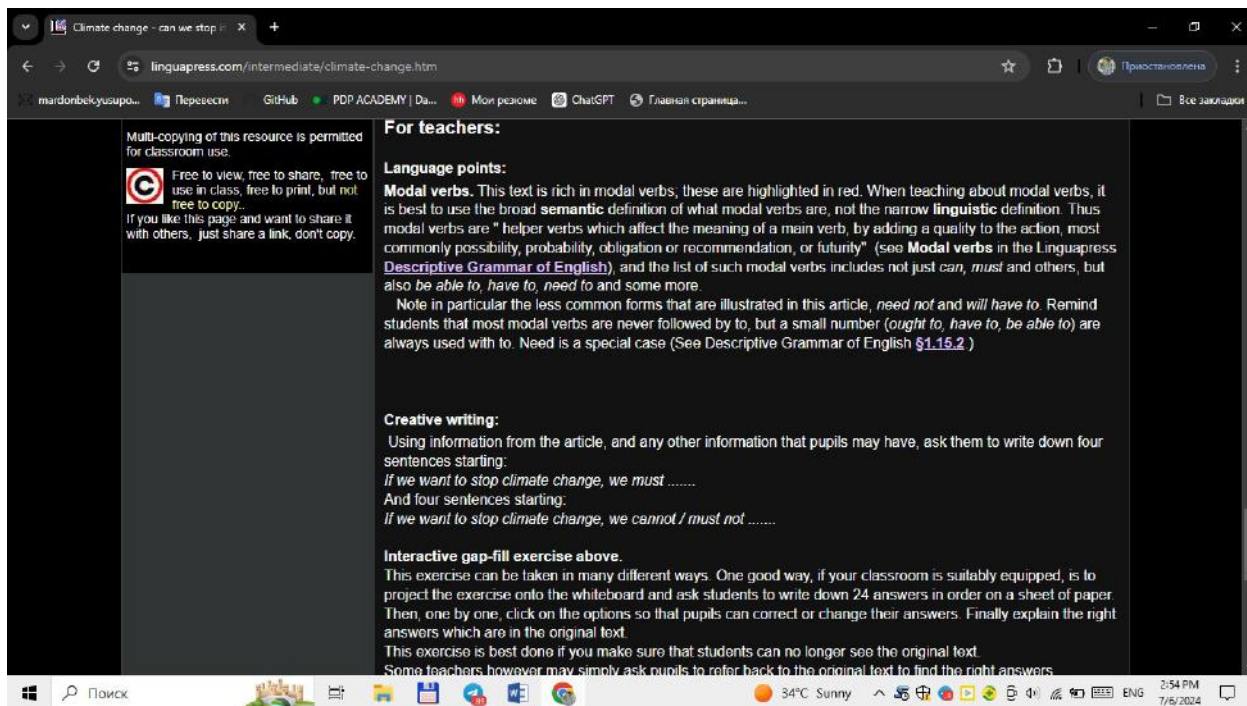 Climate change - can we stop i
linguapress.com/intermediate/climate-change.htm
Приостановлена
mardonbek.yusupo...
Перевести
GitHub
PDP ACADEMY | Da...
Мои резюме
ChatGPT
Главная страница...
Все закладки
Multi-copying of this resource is permitted
for classroom use.
Free to view, free to share, free to
use in class, free to print, but not
free to copy..
If you like this page and want to share it
with others, just share a link, don't copy.
For teachers:
Language points:
Modal verbs. This text is rich in modal verbs; these are highlighted in red. When teaching about modal verbs, it
is best to use the broad semantic definition of what modal verbs are, not the narrow linguistic definition. Thus
modal verbs are " helper verbs which affect the meaning of a main verb, by adding a quality to the action, most
commonly possibility, probability, obligation or recommendation, or futurity" (see Modal verbs in the Linguapress
Descriptive Grammar of English), and the list of such modal verbs includes not just can, must and others, but
also be able to, have to, need to and some more.
Note in particular the less common forms that are illustrated in this article, need not and will have to. Remind
students that most modal verbs are never followed by to, but a small number (ought to, have to, be able to) are
always used with to. Need is a special case (See Descriptive Grammar of English §1.15.2 )
Creative writing:
Using information from the article, and any other information that pupils may have, ask them to write down four
sentences starting:
If we want to stop climate change, we must .......
And four sentences starting:
If we want to stop climate change, we cannot / must not .......
Interactive gap-fill exercise above.
This exercise can be taken in many different ways. One good way, if your classroom is suitably equipped, is to
project the exercise onto the whiteboard and ask students to write down 24 answers in order on a sheet of paper.
Then, one by one, click on the options so that pupils can correct or change their answers. Finally explain the right
answers which are in the original text.
This exercise is best done if you make sure that students can no longer see the original text.
Some teachers however may simply ask pupils to refer back to the original text to find the right answers
Поиск
34°C Sunny
ENG
2:54 PM
7/6/2024